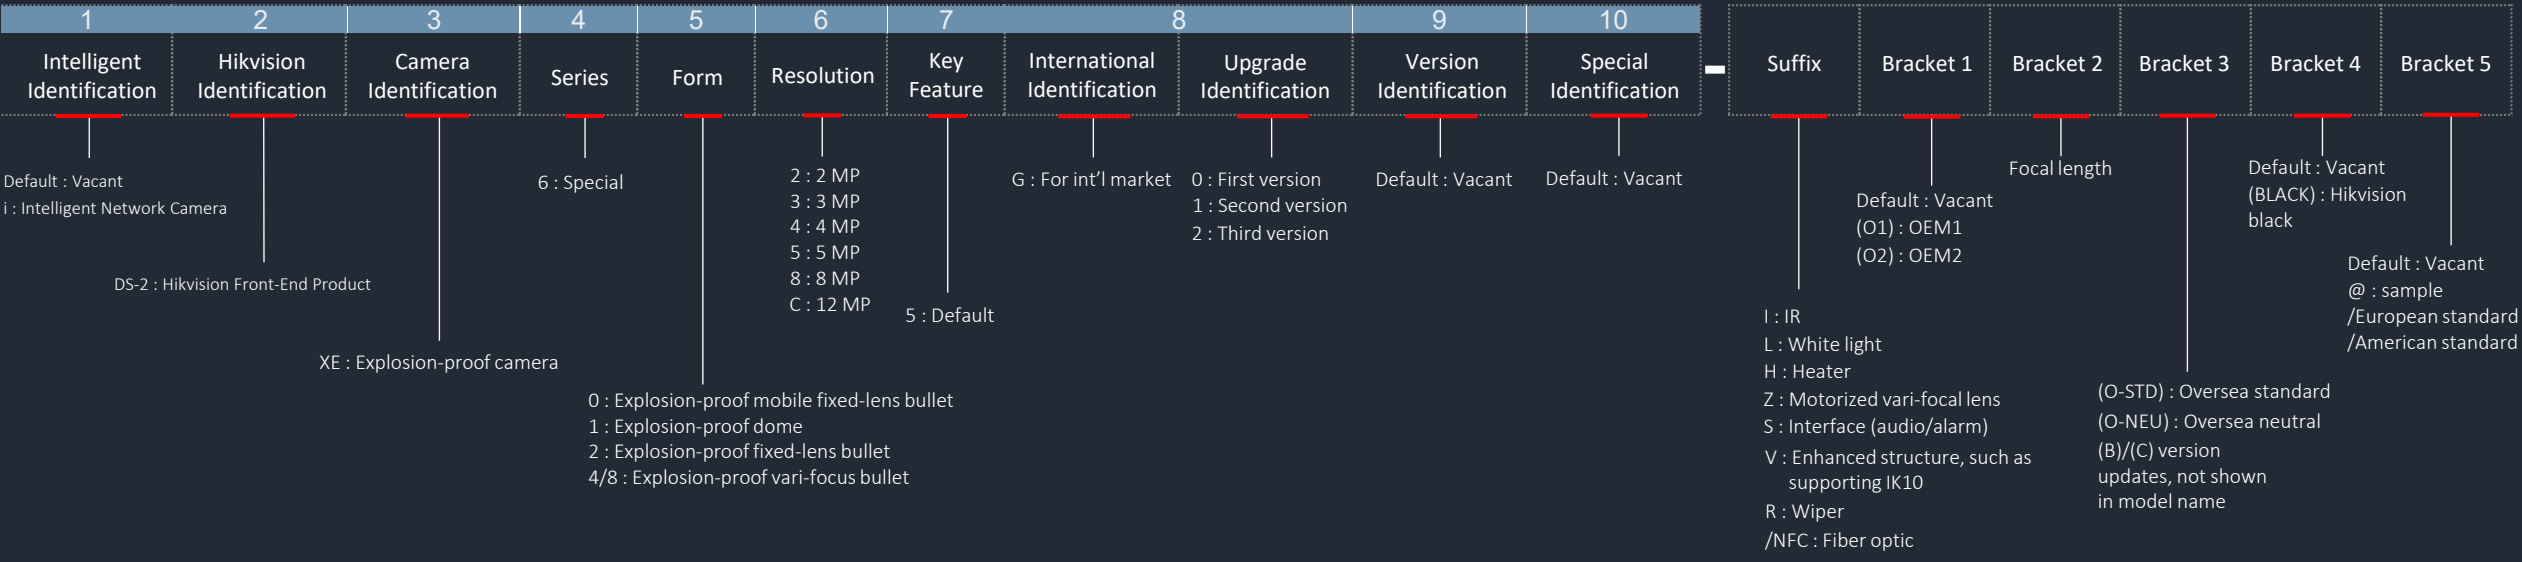 1 2 3 4 5 6 7 8 9 10
Intelligent Identification
Hikvision Identification
Camera Identification
Series
Form
Resolution
Key Feature
International Identification
Upgrade Identification
Version Identification
Special Identification
-
Suffix
Bracket 1
Bracket 2
Bracket 3
Bracket 4
Bracket 5
Default : Vacant
i : Intelligent Network Camera
DS-2 : Hikvision Front-End Product
XE : Explosion-proof camera
6 : Special
0 : Explosion-proof mobile fixed-lens bullet
1 : Explosion-proof dome
2 : Explosion-proof fixed-lens bullet
4/8 : Explosion-proof vari-focus bullet
2 : 2 MP
3 : 3 MP
4 : 4 MP
5 : 5 MP
8 : 8 MP
C : 12 MP
5 : Default
G : For int’l market
0 : First version
1 : Second version
2 : Third version
Default : Vacant
Default : Vacant
I : IR
L : White light
H : Heater
Z : Motorized vari-focal lens
S : Interface (audio/alarm)
V : Enhanced structure, such as
supporting IK10
R : Wiper
/NFC : Fiber optic
Default : Vacant
(O1) : OEM1
(O2) : OEM2
Focal length
(O-STD) : Oversea standard
(O-NEU) : Oversea neutral
(B)/(C) version
updates, not shown
in model name
Default : Vacant
(BLACK) : Hikvision
black
Default : Vacant
@ : sample
/European standard
/American standard